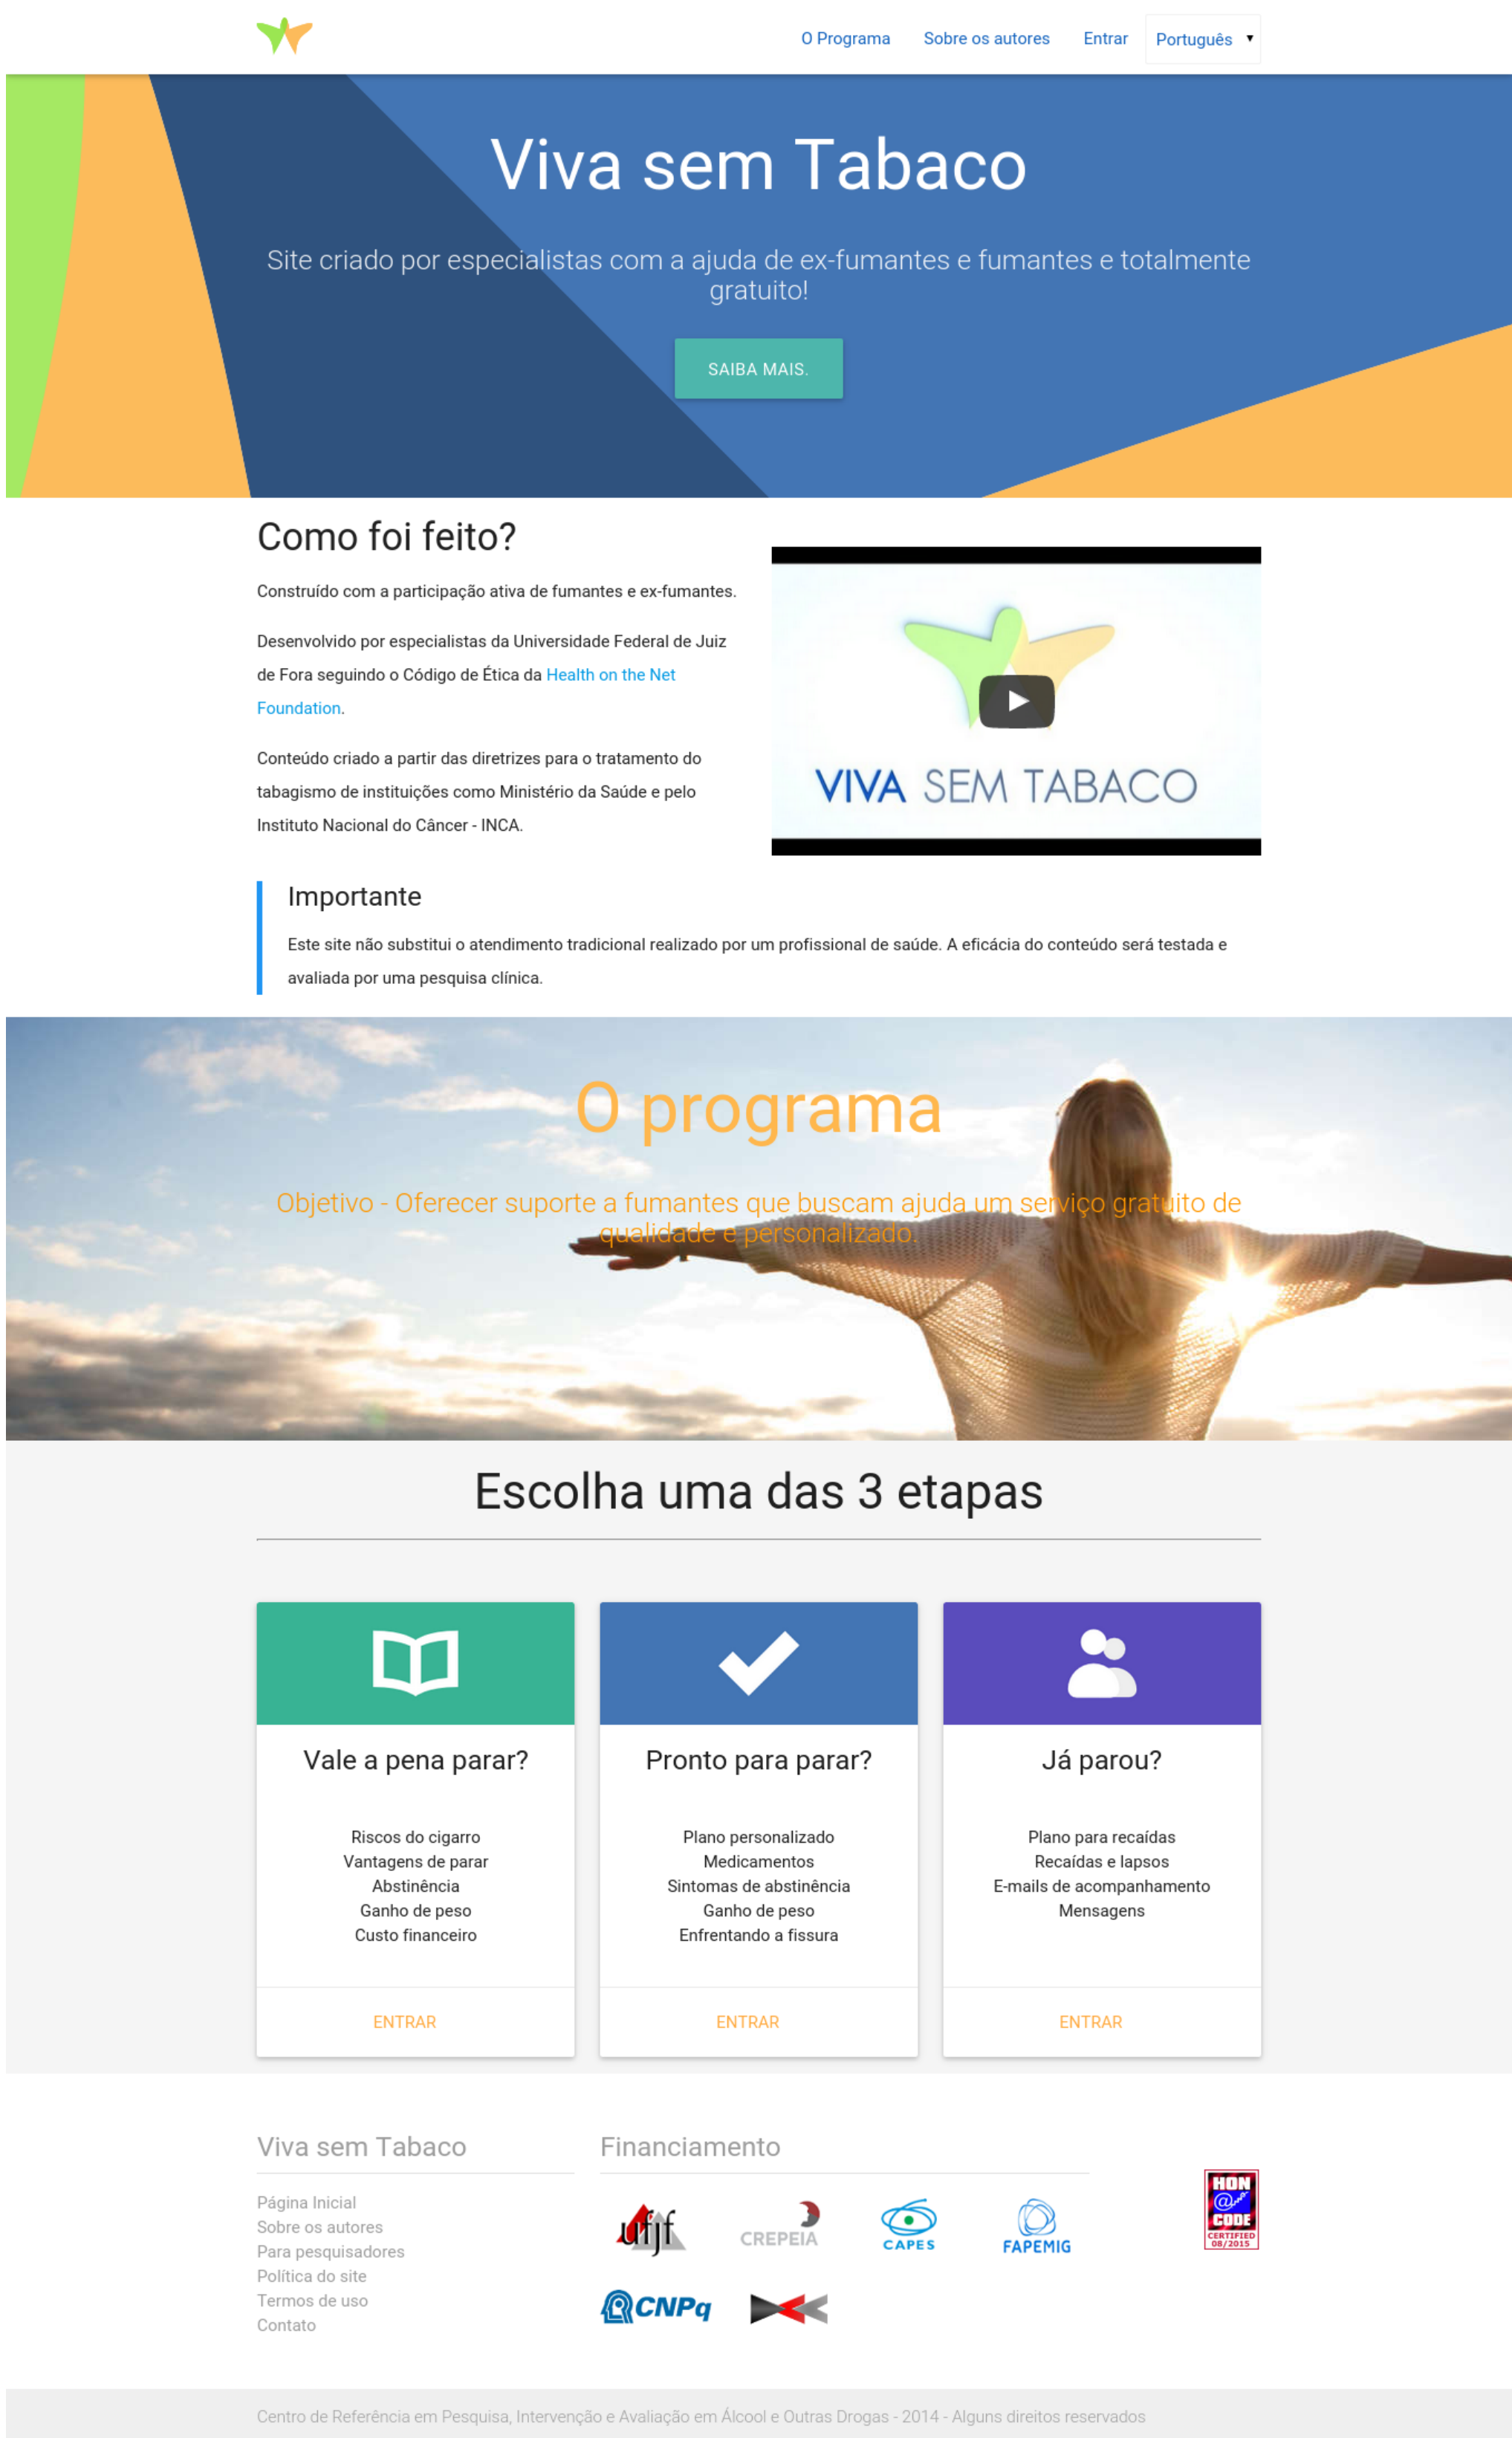 O Programa Sobre os autores Entrar Português
Viva sem Tabaco
Site criado por especialistas com a ajuda de ex-fumantes e fumantes e totalmente
gratuito!
SAIBA MAIS.
Como foi feito?
Construído com a participação ativa de fumantes e ex-fumantes.
Desenvolvido por especialistas da Universidade Federal de Juiz
de Fora seguindo o Código de Ética da Health on the Net
Foundation.
Conteúdo criado a partir das diretrizes para o tratamento do
tabagismo de instituições como Ministério da Saúde e pelo
Instituto Nacional do Câncer - INCA.
VIVA SEM TABACO
Importante
Este site não substitui o atendimento tradicional realizado por um profissional de saúde. A eficácia do conteúdo será testada e
avaliada por uma pesquisa clínica.
O programa
Objetivo - Oferecer suporte a fumantes que buscam ajuda um serviço gratuito de
qualidade e personalizado.
Escolha uma das 3 etapas
Vale a pena parar?
Riscos do cigarro
Vantagens de parar
Abstinência
Ganho de peso
Custo financeiro
ENTRAR
Pronto para parar?
Plano personalizado
Medicamentos
Sintomas de abstinência
Ganho de peso
Enfrentando a fissura
ENTRAR
Já parou?
Plano para recaídas
Recaídas e lapsos
E-mails de acompanhamento
Mensagens
ENTRAR
Viva sem Tabaco
Página Inicial
Sobre os autores
Para pesquisadores
Política do site
Termos de uso
Contato
Financiamento
ufjf
CREPEIA
CAPES
FAPEMIG
CNPq
HON
@
CODE
CERTIFIED
08/2015
Centro de Referência em Pesquisa, Intervenção e Avaliação em Álcool e Outras Drogas - 2014 - Alguns direitos reservados